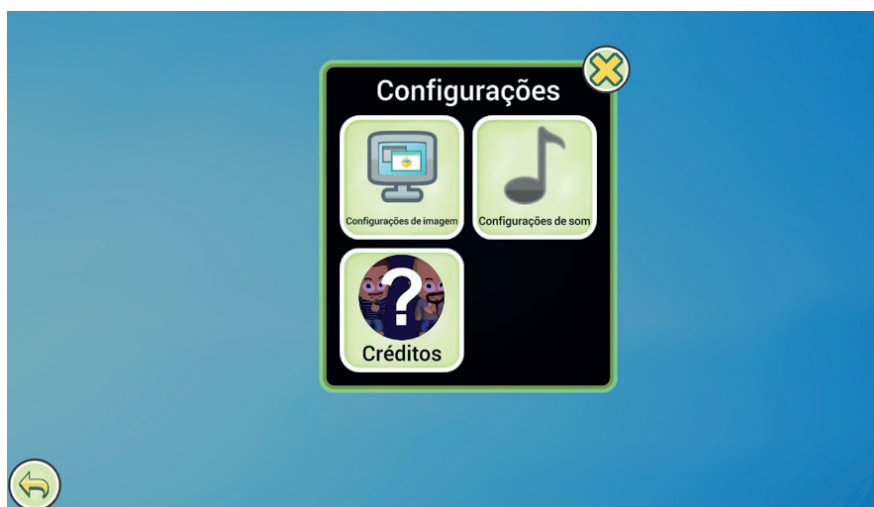 Configurações
Configurações de imagem
Configurações de som
?
Créditos